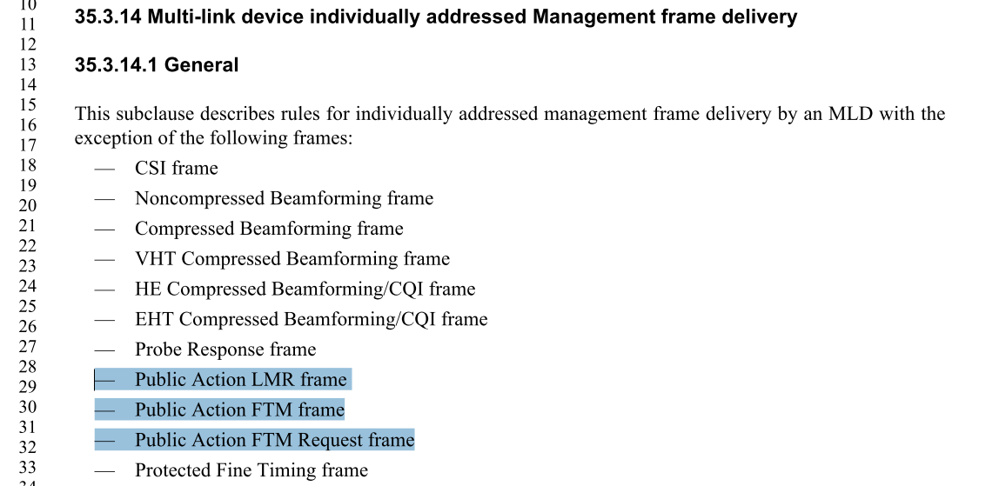 10
11 35.3.14 Multi-link device individually addressed Management frame delivery
12
13 35.3.14.1 General
14
15 This subclause describes rules for individually addressed management frame delivery by an MLD with the
16
17 exception of the following frames:
18 — CSI frame
19
20 — Noncompressed Beamforming frame
21 — Compressed Beamforming frame
22
23 — VHT Compressed Beamforming frame
24 — HE Compressed Beamforming/CQI frame
25
26 — EHT Compressed Beamforming/CQI frame
27 — Probe Response frame
28
29 — Public Action LMR frame
30 — Public Action FTM frame
31
32 — Public Action FTM Request frame
33 — Protected Fine Timing frame
34